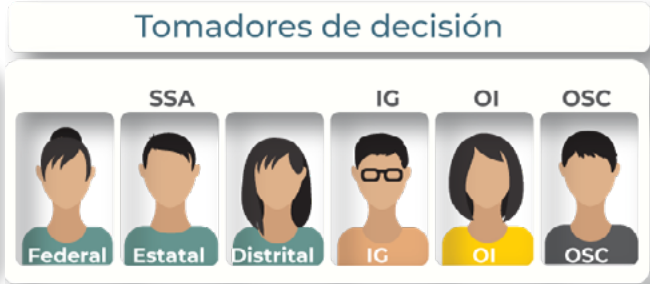 Tomadores de decisión
SSA IG OI OSC
Federal Estatal Distrital IG OI OSC